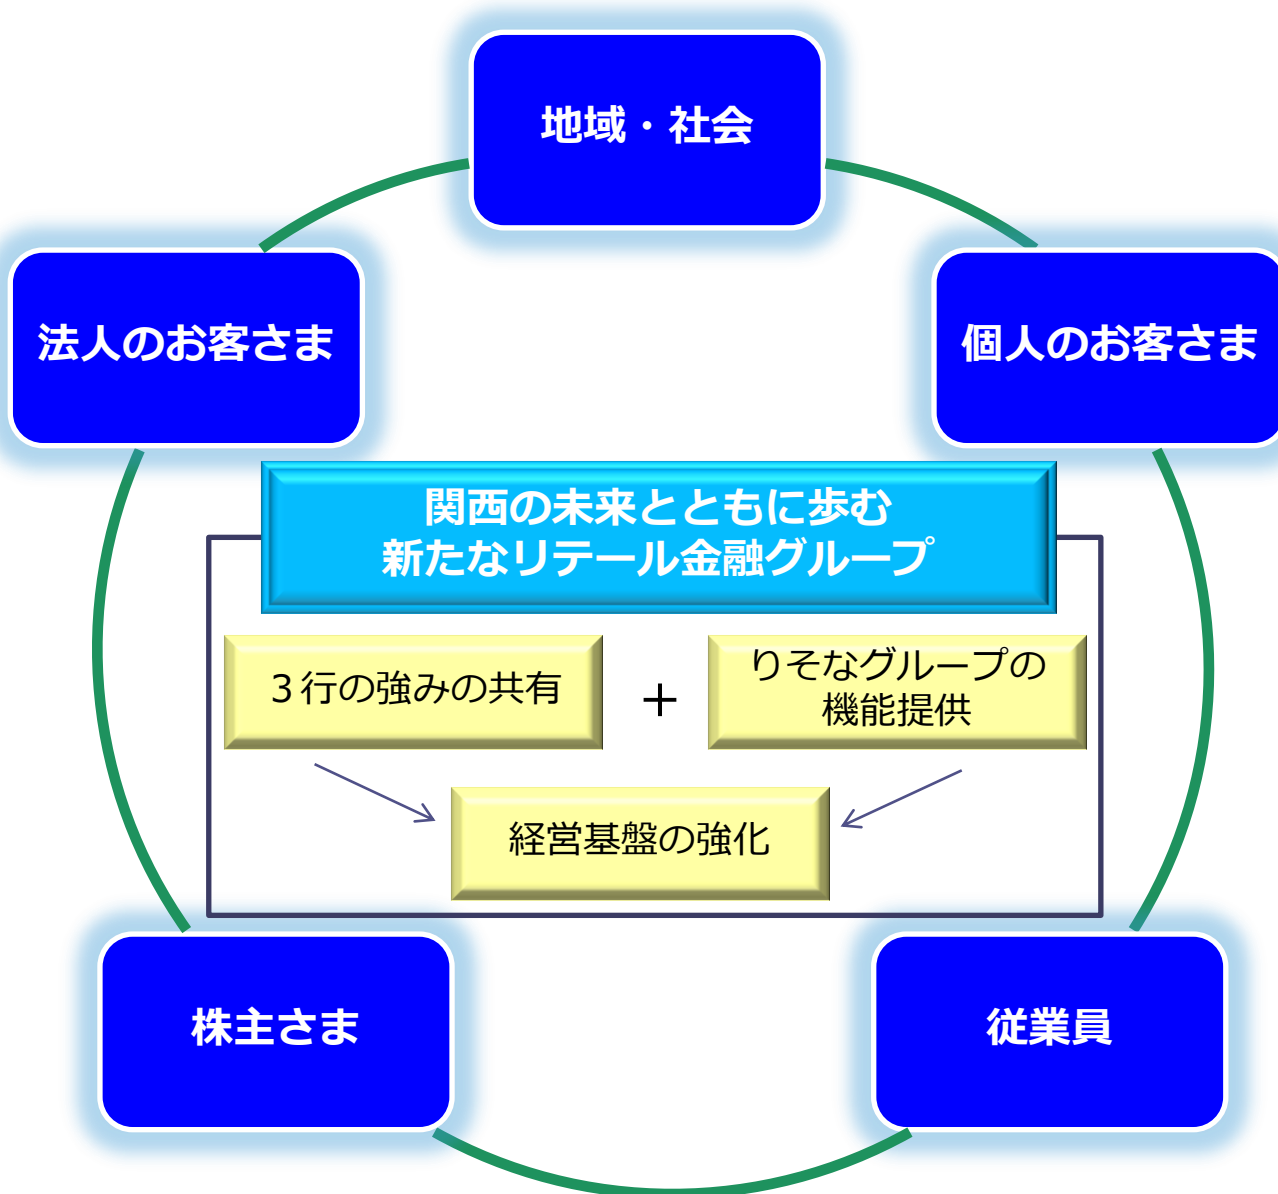 地域・社会
法人のお客さま
個人のお客さま
関西の未来とともに歩む
新たなリテール金融グループ
３行の強みの共有
＋
りそなグループの
機能提供
経営基盤の強化
株主さま
従業員